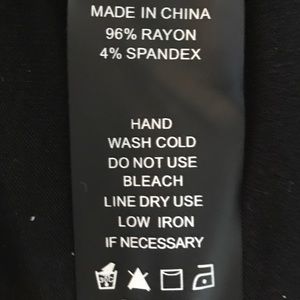 MADE IN CHINA
96% RAYON
4% SPANDEX
HAND
WASH COLD
DO NOT USE
BLEACH
LINE DRY USE
LOW IRON
IF NECESSARY